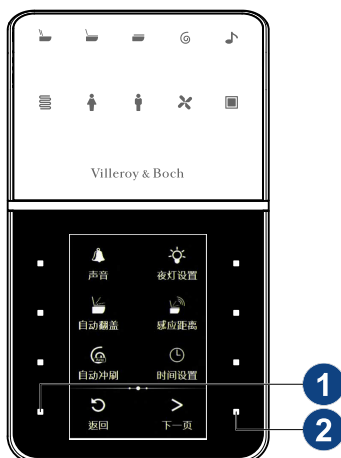 Villeroy & Boch
声音 夜灯设置
自动翻盖 感应距离
自动冲刷 时间设置
返回 下一页
1
2